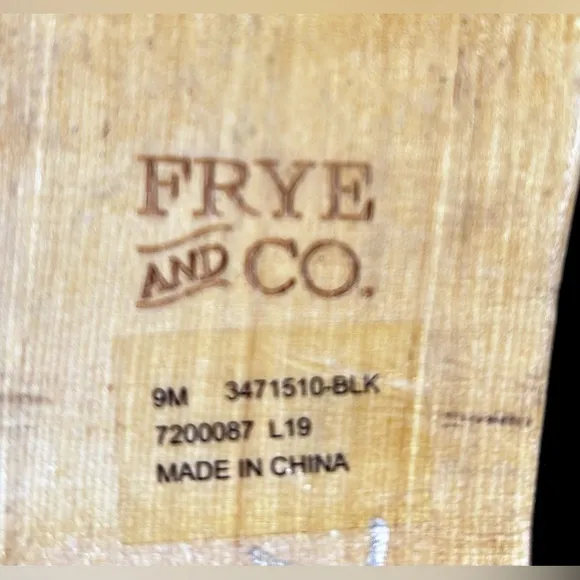 FRYE
AND CO.
9M 3471510-BLK
7200087 L19
MADE IN CHINA